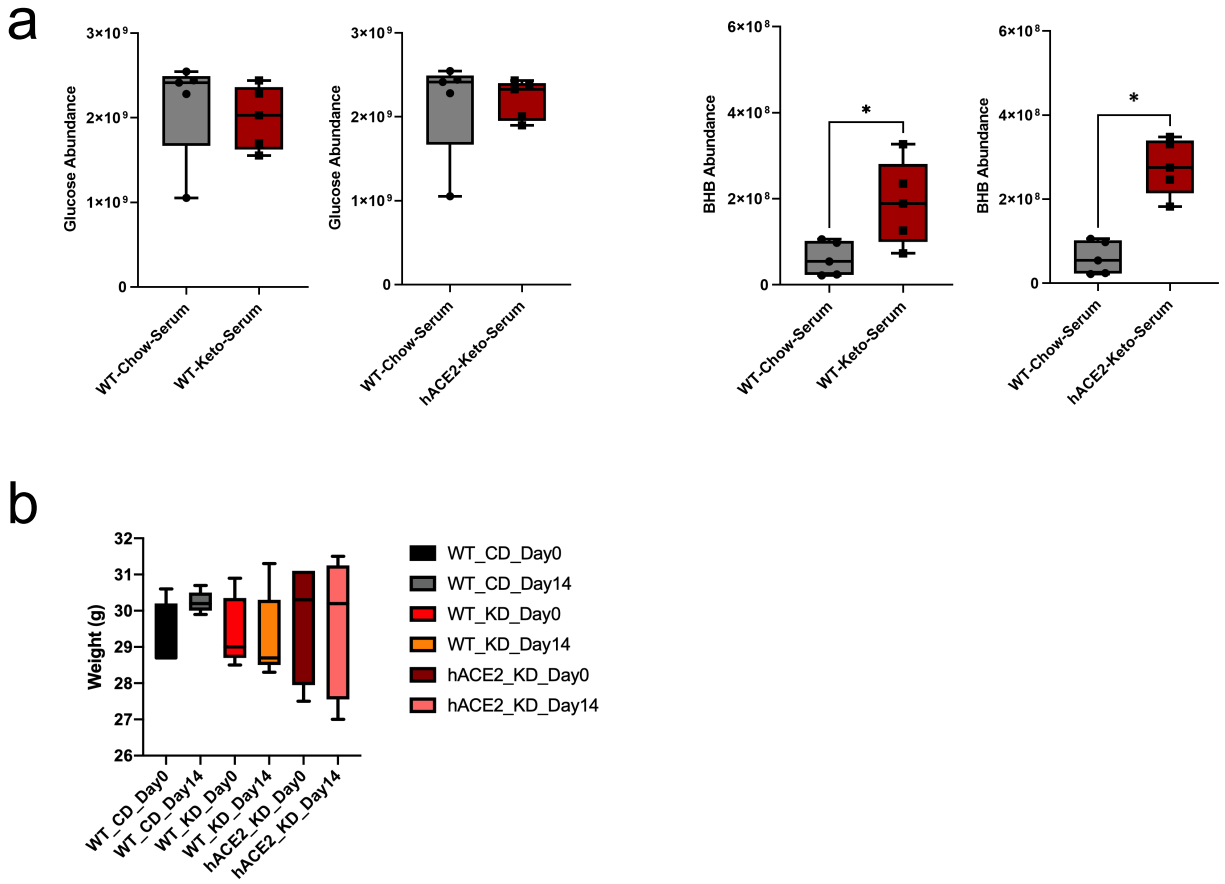 a
Glucose Abundance
3×10⁹
2×10⁹
1×10⁹
0
WT-Chow-Serum
WT-Keto-Serum
Glucose Abundance
3×10⁹
2×10⁹
1×10⁹
0
WT-Chow-Serum
hACE2-Keto-Serum
BHB Abundance
6×10⁸
4×10⁸
2×10⁸
0
*
WT-Chow-Serum
WT-Keto-Serum
BHB Abundance
6×10⁸
4×10⁸
2×10⁸
0
*
WT-Chow-Serum
hACE2-Keto-Serum
b
Weight (g)
32
31
30
29
28
27
26
WT_CD_Day0
WT_CD_Day14
WT_KD_Day0
WT_KD_Day14
hACE2_KD_Day0
hACE2_KD_Day14
WT_CD_Day0
WT_CD_Day14
WT_KD_Day0
WT_KD_Day14
hACE2_KD_Day0
hACE2_KD_Day14